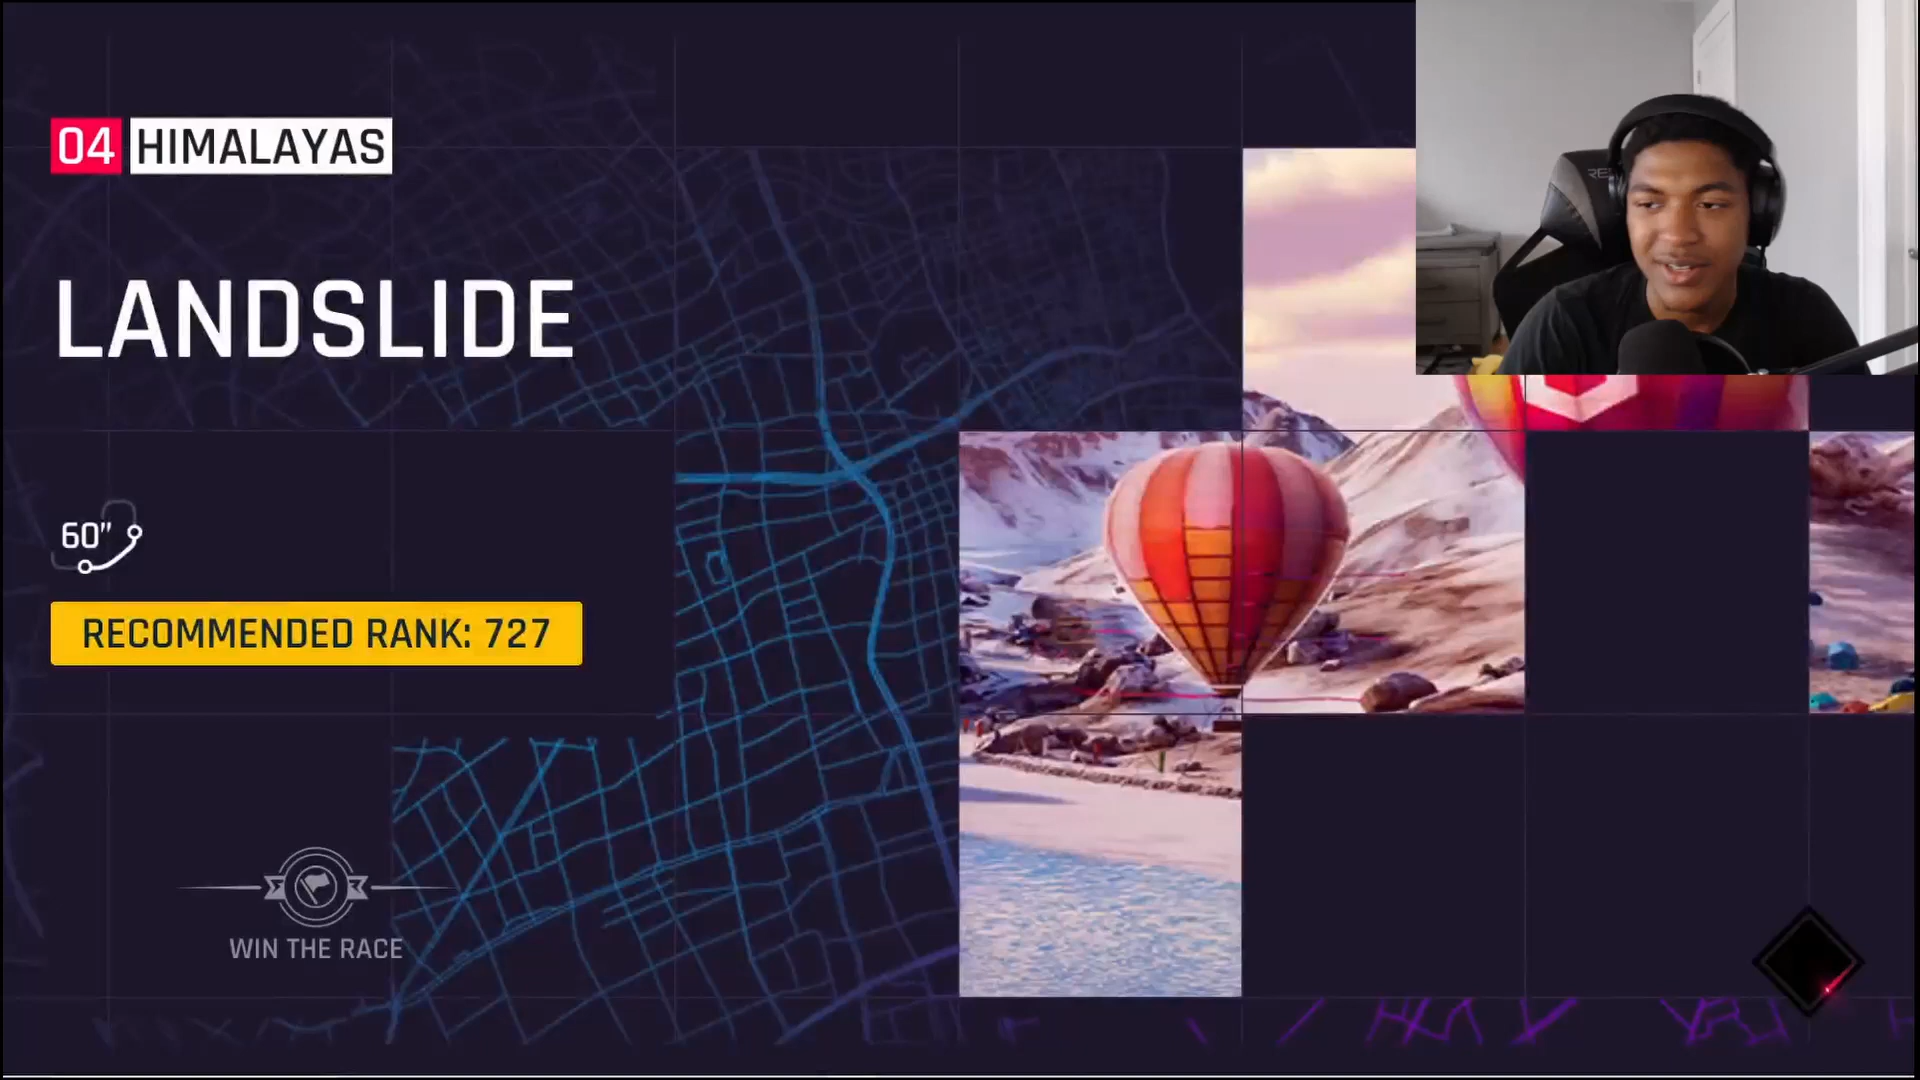 04 HIMALAYAS
LANDSLIDE
60"
RECOMMENDED RANK: 727
WIN THE RACE